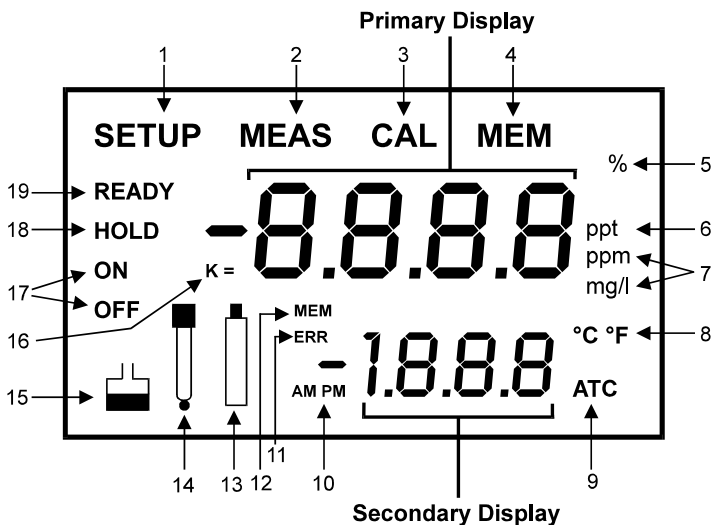 Primary Display
1 2 3 4
SETUP MEAS CAL MEM
% 5
19 READY
18 HOLD
-8.8.8.8
ppt 6
ppm
mg/l
7
17 ON
OFF
K =
16
MEM
ERR
-1.8.8.8
°C °F 8
15
AM PM
ATC
14 13 12 11 10 9
Secondary Display